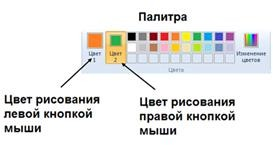 Палитра
Цвет 1
Цвет 2
Изменение цветов
Цвета
Цвет рисования
левой кнопкой
мыши
Цвет рисования
правой кнопкой
мыши